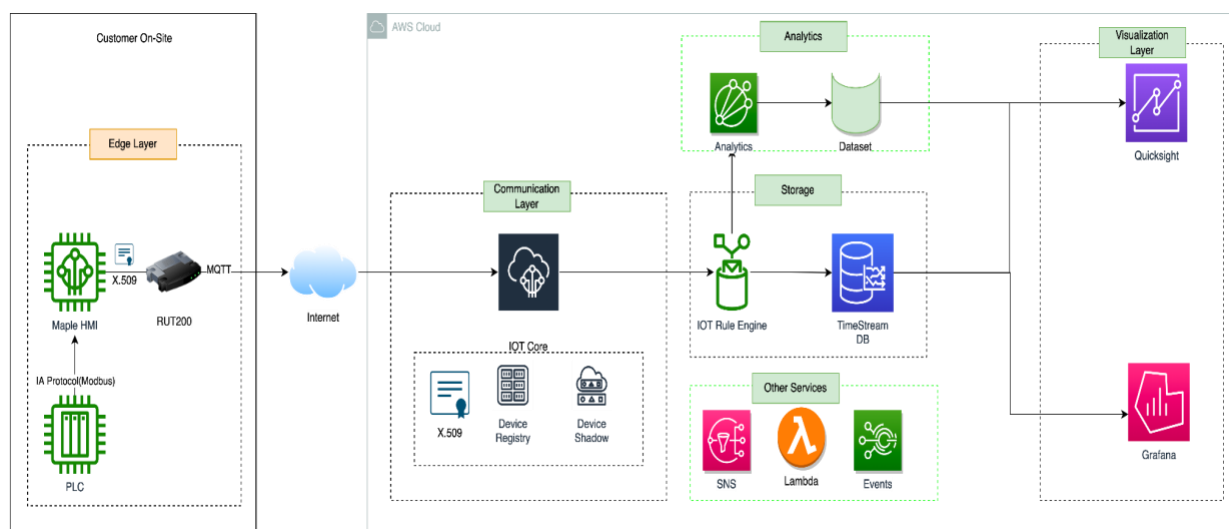 Customer On-Site
Edge Layer
X.509
MQTT
Maple HMI
RUT200
IA Protocol(Modbus)
PLC
Internet
AWS Cloud
Communication
Layer
IOT Core
X.509
Device
Registry
Device
Shadow
Analytics
Analytics
Dataset
Storage
IOT Rule Engine
TimeStream
DB
Other Services
SNS
Lambda
Events
Visualization
Layer
Quicksight
Grafana